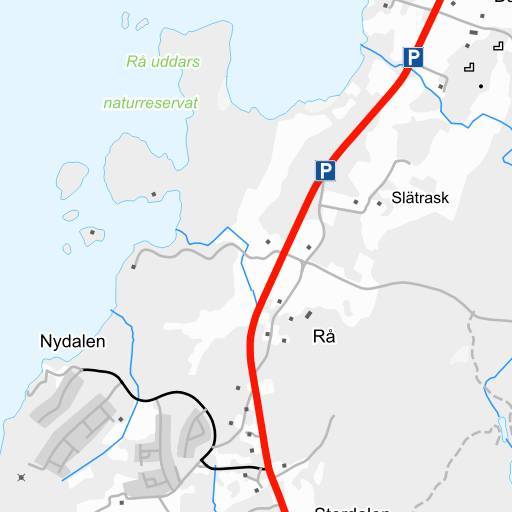 Rå uddars
naturreservat
P
P
Slätrask
Rå
Nydalen